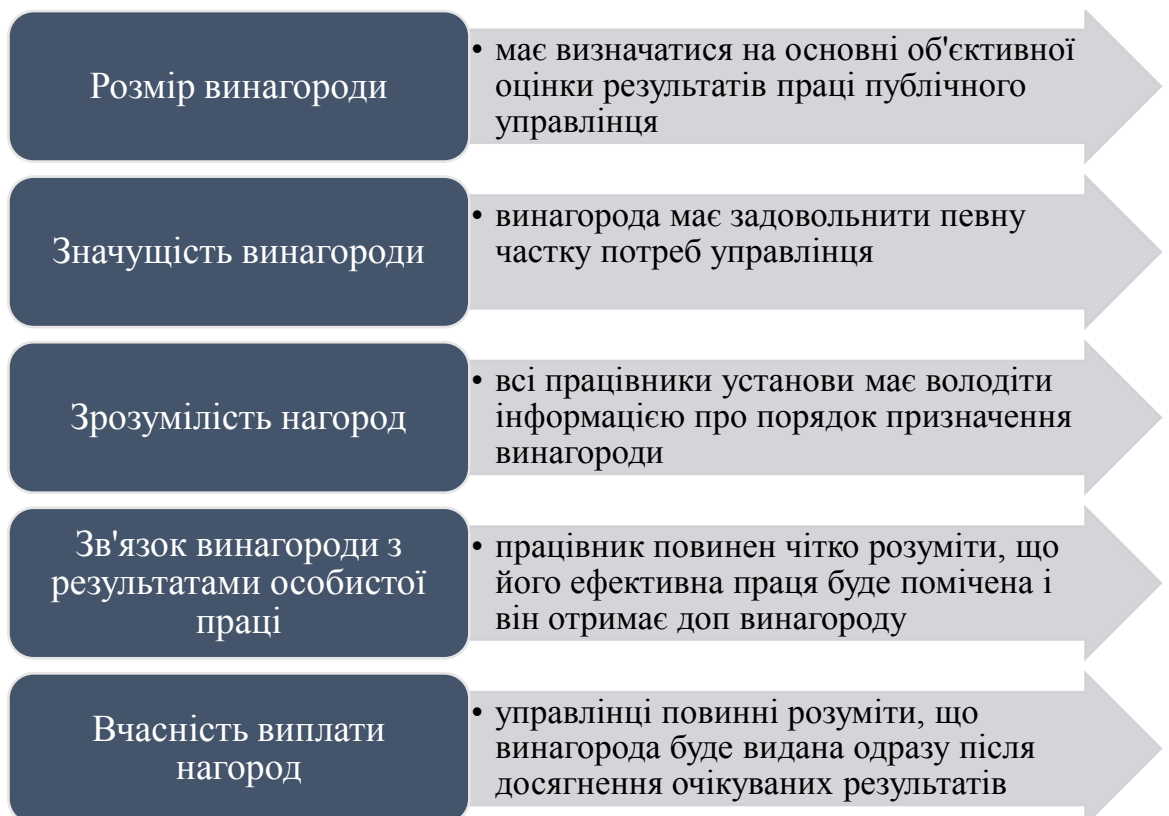 Розмір винагороди
• має визначатися на основні об'єктивної
оцінки результатів праці публічного
управлінця
Значущість винагороди
• винагорода має задовольнити певну
частку потреб управлінця
Зрозумілість нагород
• всі працівники установи має володіти
інформацією про порядок призначення
винагороди
Зв'язок винагороди з
результатами особистої
праці
• працівник повинен чітко розуміти, що
його ефективна праця буде помічена і
він отримає доп винагороду
Вчасність виплати
нагород
• управлінці повинні розуміти, що
винагорода буде видана одразу після
досягнення очікуваних результатів